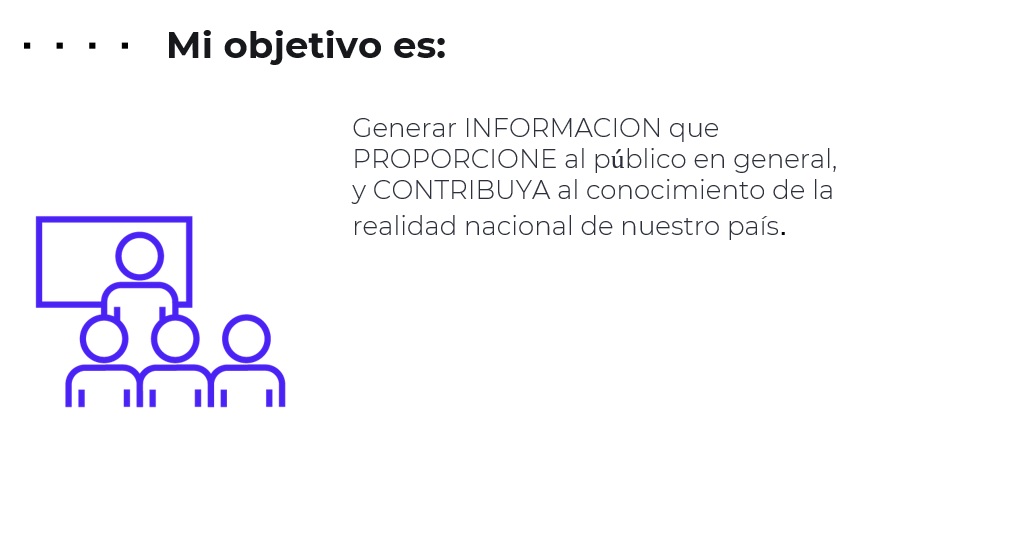 Mi objetivo es:
Generar INFORMACION que
PROPORCIONE al público en general,
y CONTRIBUYA al conocimiento de la
realidad nacional de nuestro país.